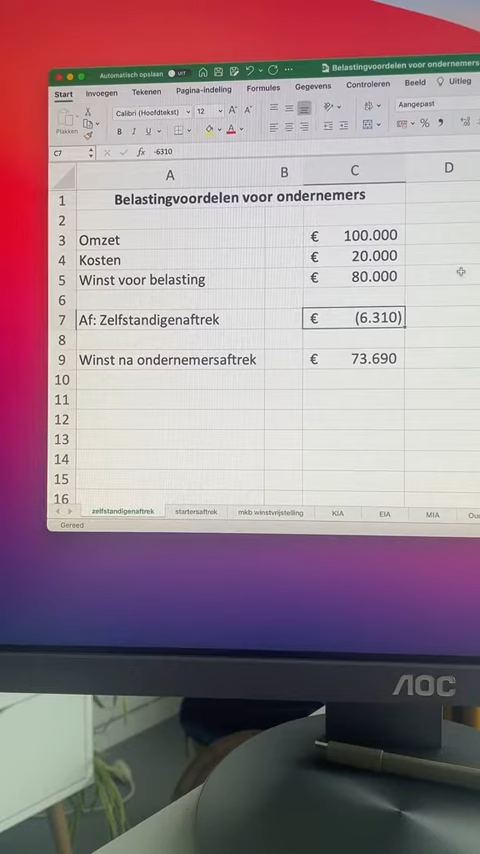 Automatisch opslaan UIT ... Belastingvoordelen voor ondernemers
Start Invoegen Tekenen Pagina-indeling Formules Gegevens Controleren Beeld Uitleg
Plakken Calibri (Hoofdtekst) 12 A A Aangepast
B I U A %
C7 fx -6310
A B C D
1 Belastingvoordelen voor ondernemers
2
3 Omzet € 100.000
4 Kosten € 20.000
5 Winst voor belasting € 80.000
6
7 Af: Zelfstandigenaftrek € (6.310)
8
9 Winst na ondernemersaftrek € 73.690
10
11
12
13
14
15
16
zelfstandigenaftrek startersaftrek mkb winstvrijstelling KIA EIA MIA
Gereed
AOC